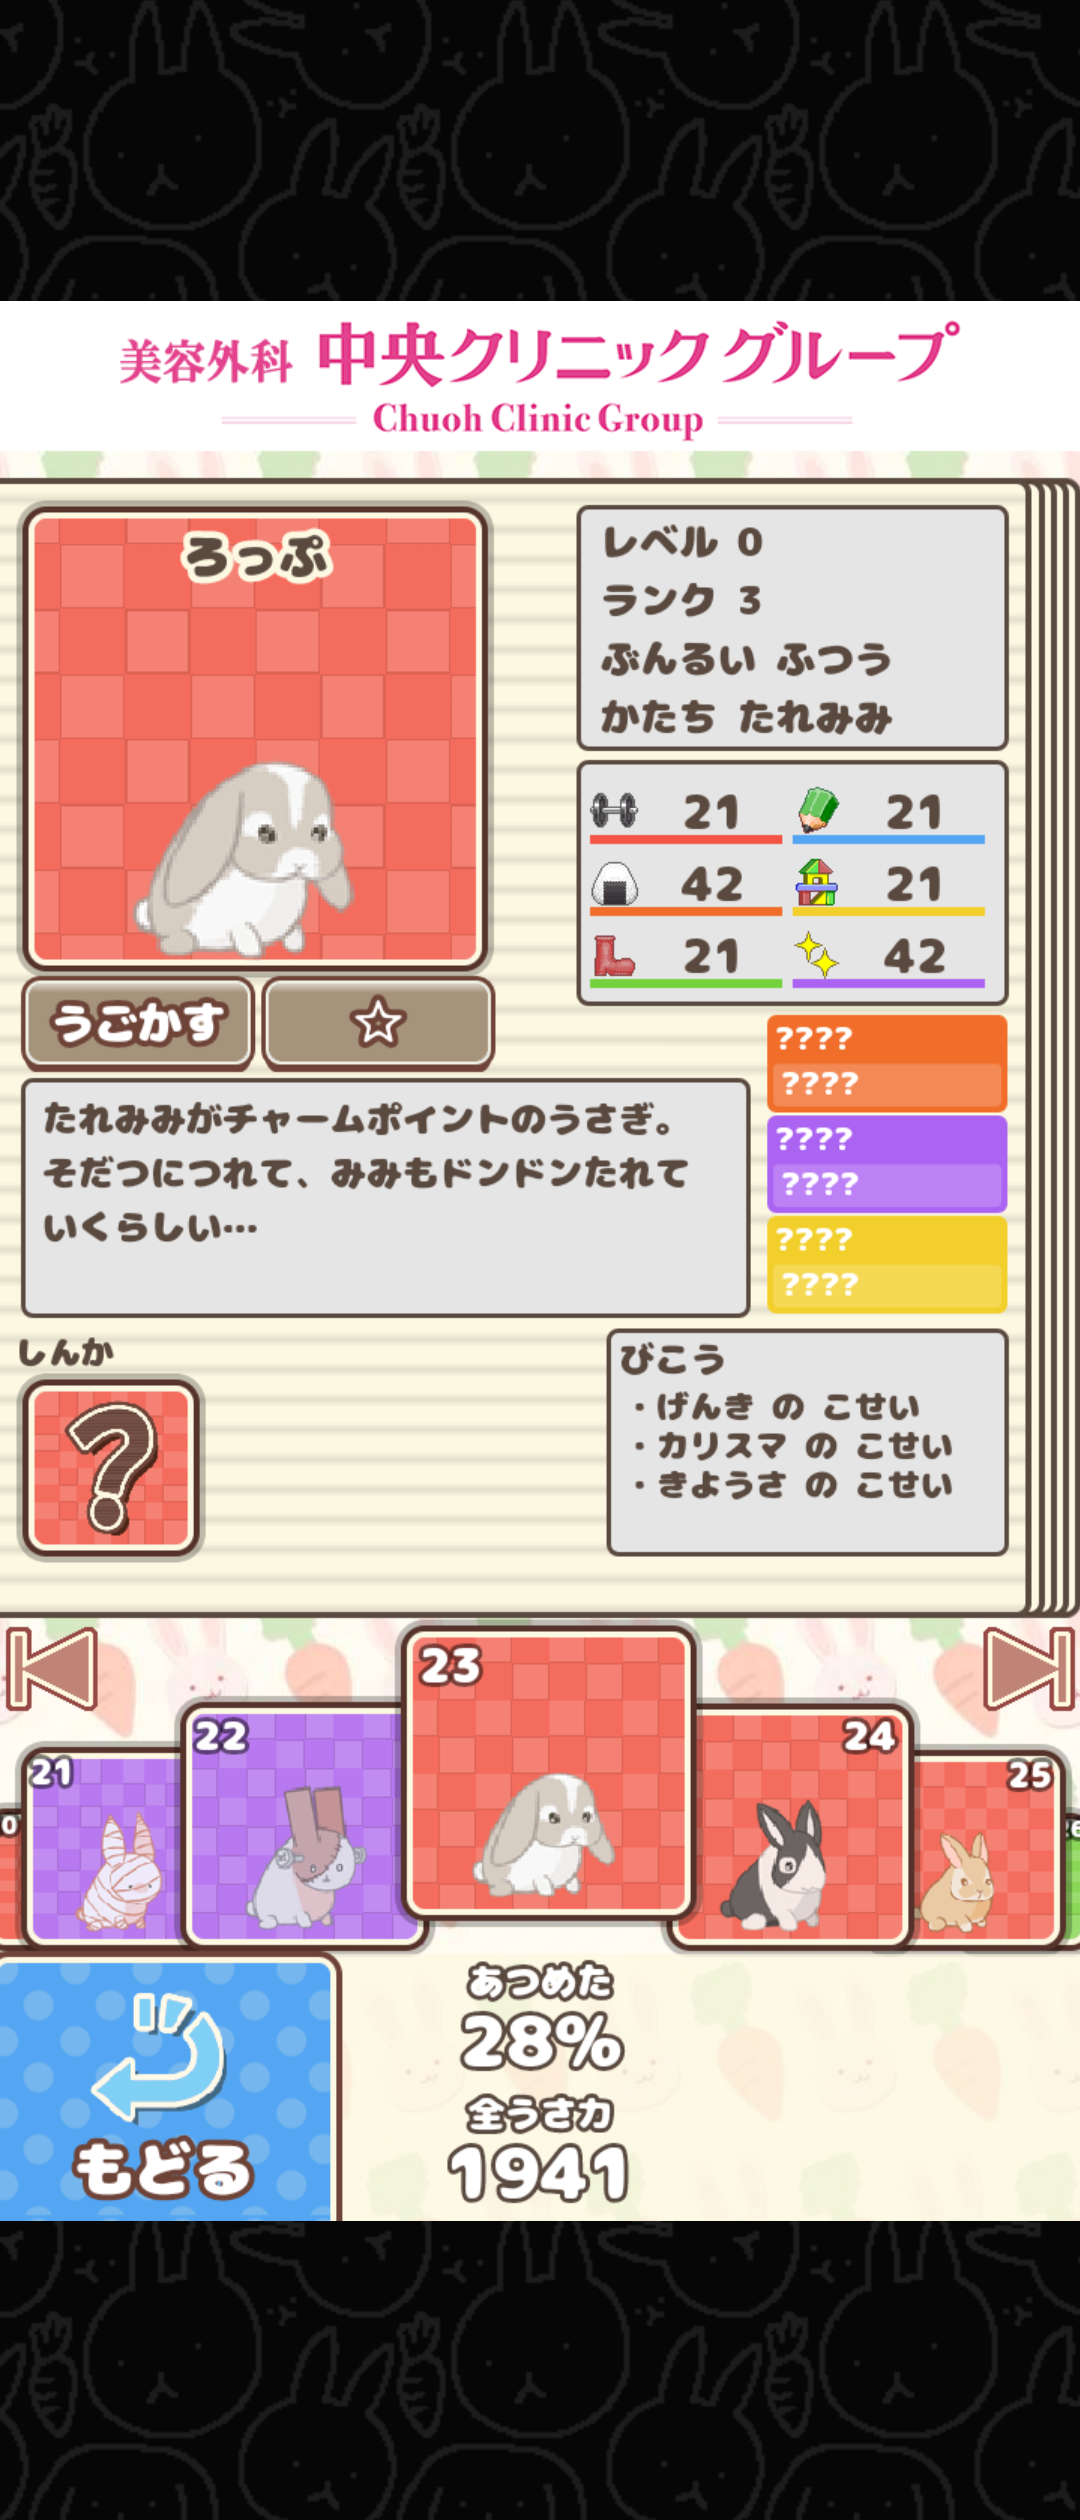 美容外科 中央クリニックグループ
Chuoh Clinic Group
ろっぷ
レベル 0
ランク 3
ぶんるい ふつう
かたち たれみみ
21 21
42 21
21 42
うごかす ☆
????
????
????
????
????
????
たれみみがチャームポイントのうさぎ。
そだつにつれて、みみもドンドンたれて
いくらしい…
しんか
?
びこう
・げんき の こせい
・カリスマ の こせい
・きようさ の こせい
21 22 23 24 25
もどる
あつめた
28%
全うさ力
1941